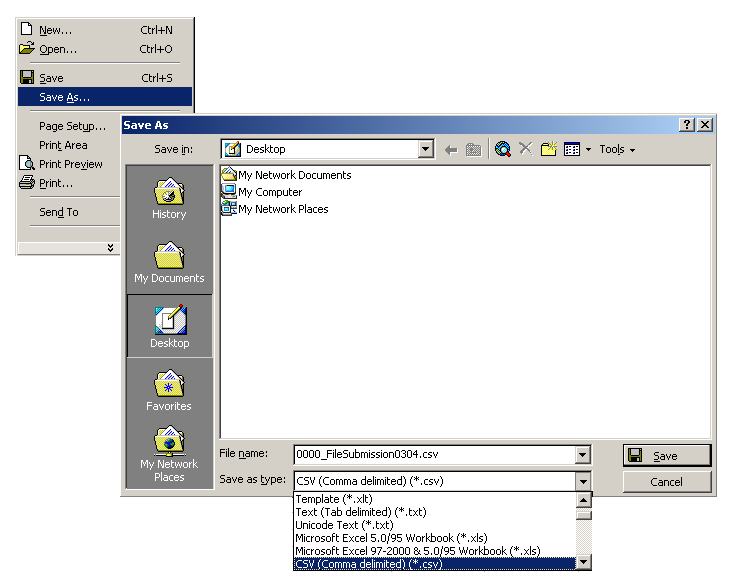 New... Ctrl+N
Open... Ctrl+O
Save Ctrl+S
Save As...
Page Setup...
Print Area
Print Preview
Print...
Send To
Save As
Save in: Desktop Tools
My Network Documents
My Computer
My Network Places
History
My Documents
Desktop
Favorites
My Network
Places
File name: 0000_FileSubmission0304.csv Save
Save as type: CSV (Comma delimited) (*.csv) Cancel
Template (*.xlt)
Text (Tab delimited) (*.txt)
Unicode Text (*.txt)
Microsoft Excel 5.0/95 Workbook (*.xls)
Microsoft Excel 97-2000 & 5.0/95 Workbook (*.xls)
CSV (Comma delimited) (*.csv)